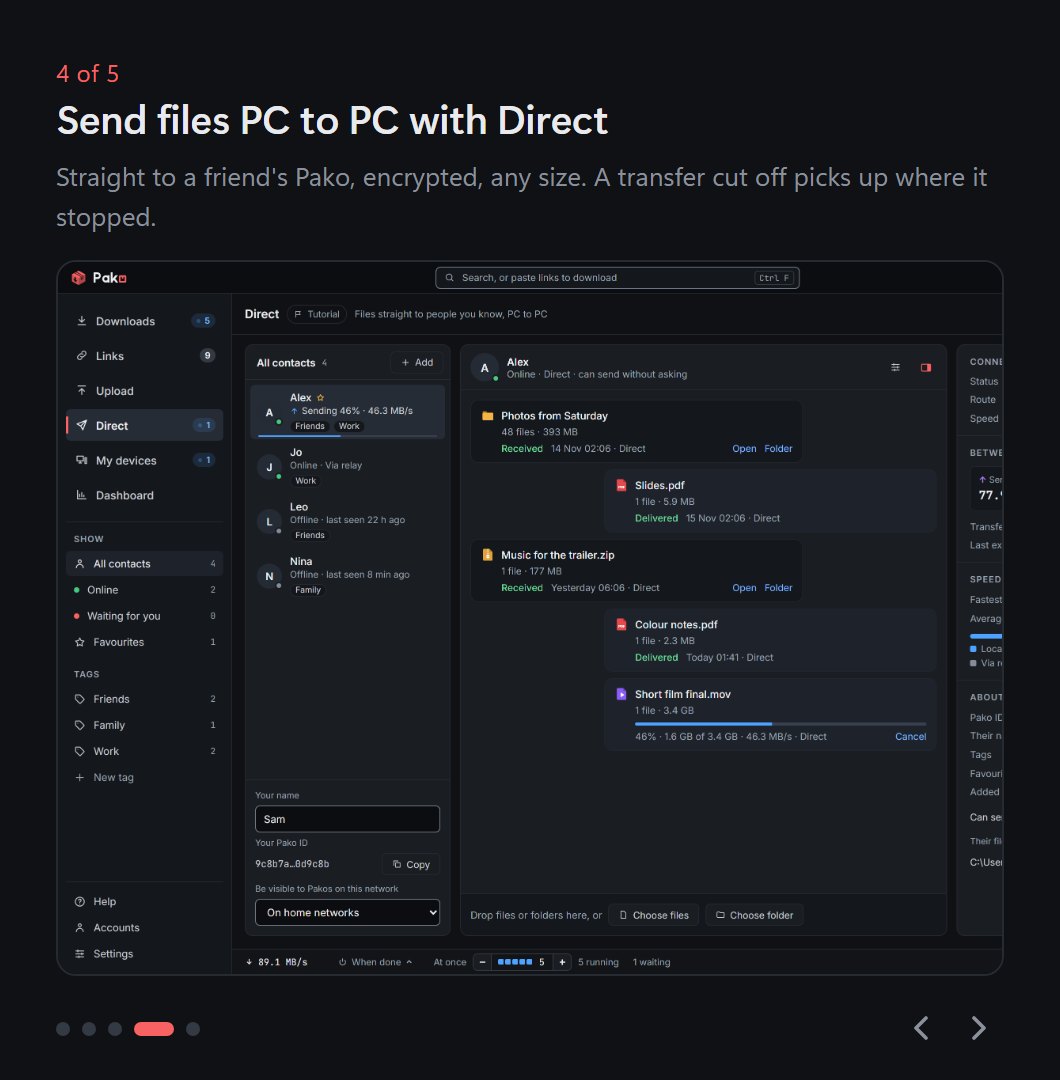 4 of 5
Send files PC to PC with Direct
Straight to a friend's Pako, encrypted, any size. A transfer cut off picks up where it
stopped.
Pako
Search, or paste links to download
Ctrl F
Downloads 5
Links 9
Upload
Direct 1
My devices 1
Dashboard
SHOW
All contacts 4
Online 2
Waiting for you 0
Favourites 1
TAGS
Friends 2
Family 1
Work 2
New tag
Help
Accounts
Settings
Direct
Tutorial
Files straight to people you know, PC to PC
All contacts 4
Add
A
Alex
Sending 46% · 46.3 MB/s
Friends Work
J
Jo
Online · Via relay
Work
L
Leo
Offline · last seen 22 h ago
Friends
N
Nina
Offline · last seen 8 min ago
Family
Your name
Sam
Your Pako ID
9c8b7a…0d9c8b
Copy
Be visible to Pakos on this network
On home networks
A
Alex
Online · Direct · can send without asking
Photos from Saturday
48 files · 393 MB
Received 14 Nov 02:06 · Direct
Open Folder
Slides.pdf
1 file · 5.9 MB
Delivered 15 Nov 02:06 · Direct
Music for the trailer.zip
1 file · 177 MB
Received Yesterday 06:06 · Direct
Open Folder
Colour notes.pdf
1 file · 2.3 MB
Delivered Today 01:41 · Direct
Short film final.mov
1 file · 3.4 GB
46% · 1.6 GB of 3.4 GB · 46.3 MB/s · Direct
Cancel
Drop files or folders here, or
Choose files
Choose folder
CONNE
Status
Route
Speed
BETWE
Ser
77.
Transfe
Last ex
SPEED
Fastest
Averag
Loca
Via r
ABOUT
Pako ID
Their n
Tags
Favouri
Added
Can se
Their fil
C:\User
89.1 MB/s
When done
At once
− 5 +
5 running
1 waiting